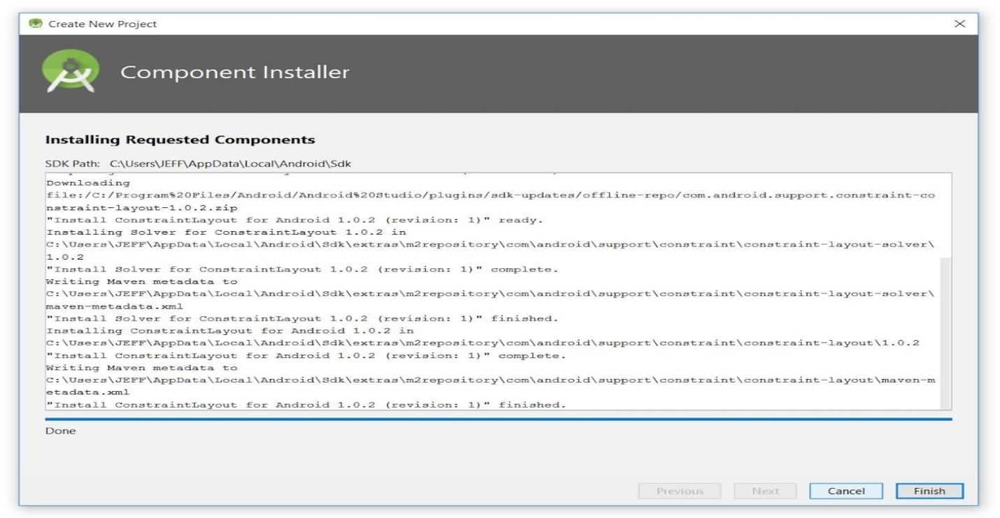 Create New Project
Component Installer
Installing Requested Components
SDK Path: C:\Users\JEFF\AppData\Local\Android\Sdk
Downloading
file:/C:/Program%20Files/Android/Android%20Studio/plugins/sdk-updates/offline-repo/com.android.support.constraint-co
nstraint-layout-1.0.2.zip
"Install ConstraintLayout for Android 1.0.2 (revision: 1)" ready.
Installing Solver for ConstraintLayout 1.0.2 in
C:\Users\JEFF\AppData\Local\Android\Sdk\extras\m2repository\com\android\support\constraint\constraint-layout-solver\
1.0.2
"Install Solver for ConstraintLayout 1.0.2 (revision: 1)" complete.
Writing Maven metadata to
C:\Users\JEFF\AppData\Local\Android\Sdk\extras\m2repository\com\android\support\constraint\constraint-layout-solver\
maven-metadata.xml
"Install Solver for ConstraintLayout 1.0.2 (revision: 1)" finished.
Installing ConstraintLayout for Android 1.0.2 in
C:\Users\JEFF\AppData\Local\Android\Sdk\extras\m2repository\com\android\support\constraint\constraint-layout\1.0.2
"Install ConstraintLayout for Android 1.0.2 (revision: 1)" complete.
Writing Maven metadata to
C:\Users\JEFF\AppData\Local\Android\Sdk\extras\m2repository\com\android\support\constraint\constraint-layout\maven-m
etadata.xml
"Install ConstraintLayout for Android 1.0.2 (revision: 1)" finished.
Done
Previous Next Cancel Finish